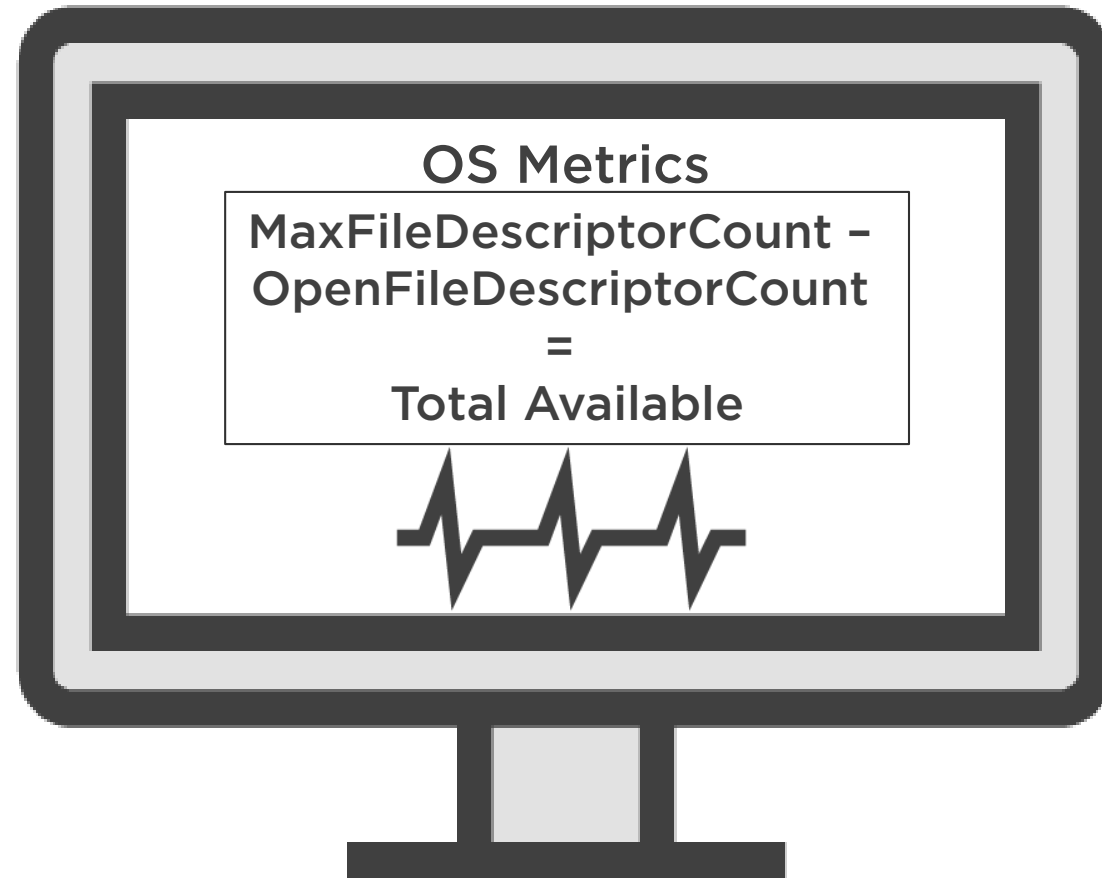 OS Metrics
MaxFileDescriptorCount –
OpenFileDescriptorCount
=
Total Available